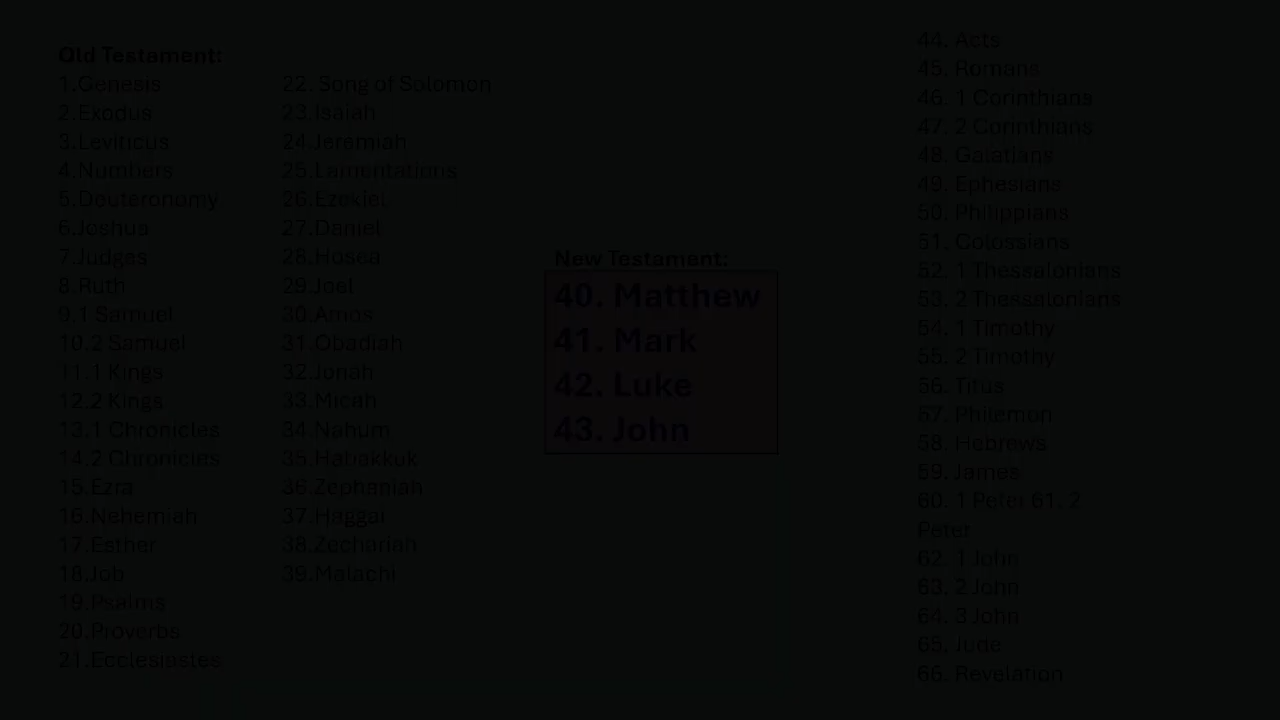 Old Testament:
1.Genesis
2.Exodus
3.Leviticus
4.Numbers
5.Deuteronomy
6.Joshua
7.Judges
8.Ruth
9.1 Samuel
10.2 Samuel
11.1 Kings
12.2 Kings
13.1 Chronicles
14.2 Chronicles
15.Ezra
16.Nehemiah
17.Esther
18.Job
19.Psalms
20.Proverbs
21.Ecclesiastes
22. Song of Solomon
23.Isaiah
24.Jeremiah
25.Lamentations
26.Ezekiel
27.Daniel
28.Hosea
29.Joel
30.Amos
31.Obadiah
32.Jonah
33.Micah
34.Nahum
35.Habakkuk
36.Zephaniah
37.Haggai
38.Zechariah
39.Malachi
New Testament:
40. Matthew
41. Mark
42. Luke
43. John
44. Acts
45. Romans
46. 1 Corinthians
47. 2 Corinthians
48. Galatians
49. Ephesians
50. Philippians
51. Colossians
52. 1 Thessalonians
53. 2 Thessalonians
54. 1 Timothy
55. 2 Timothy
56. Titus
57. Philemon
58. Hebrews
59. James
60. 1 Peter 61. 2
Peter
62. 1 John
63. 2 John
64. 3 John
65. Jude
66. Revelation